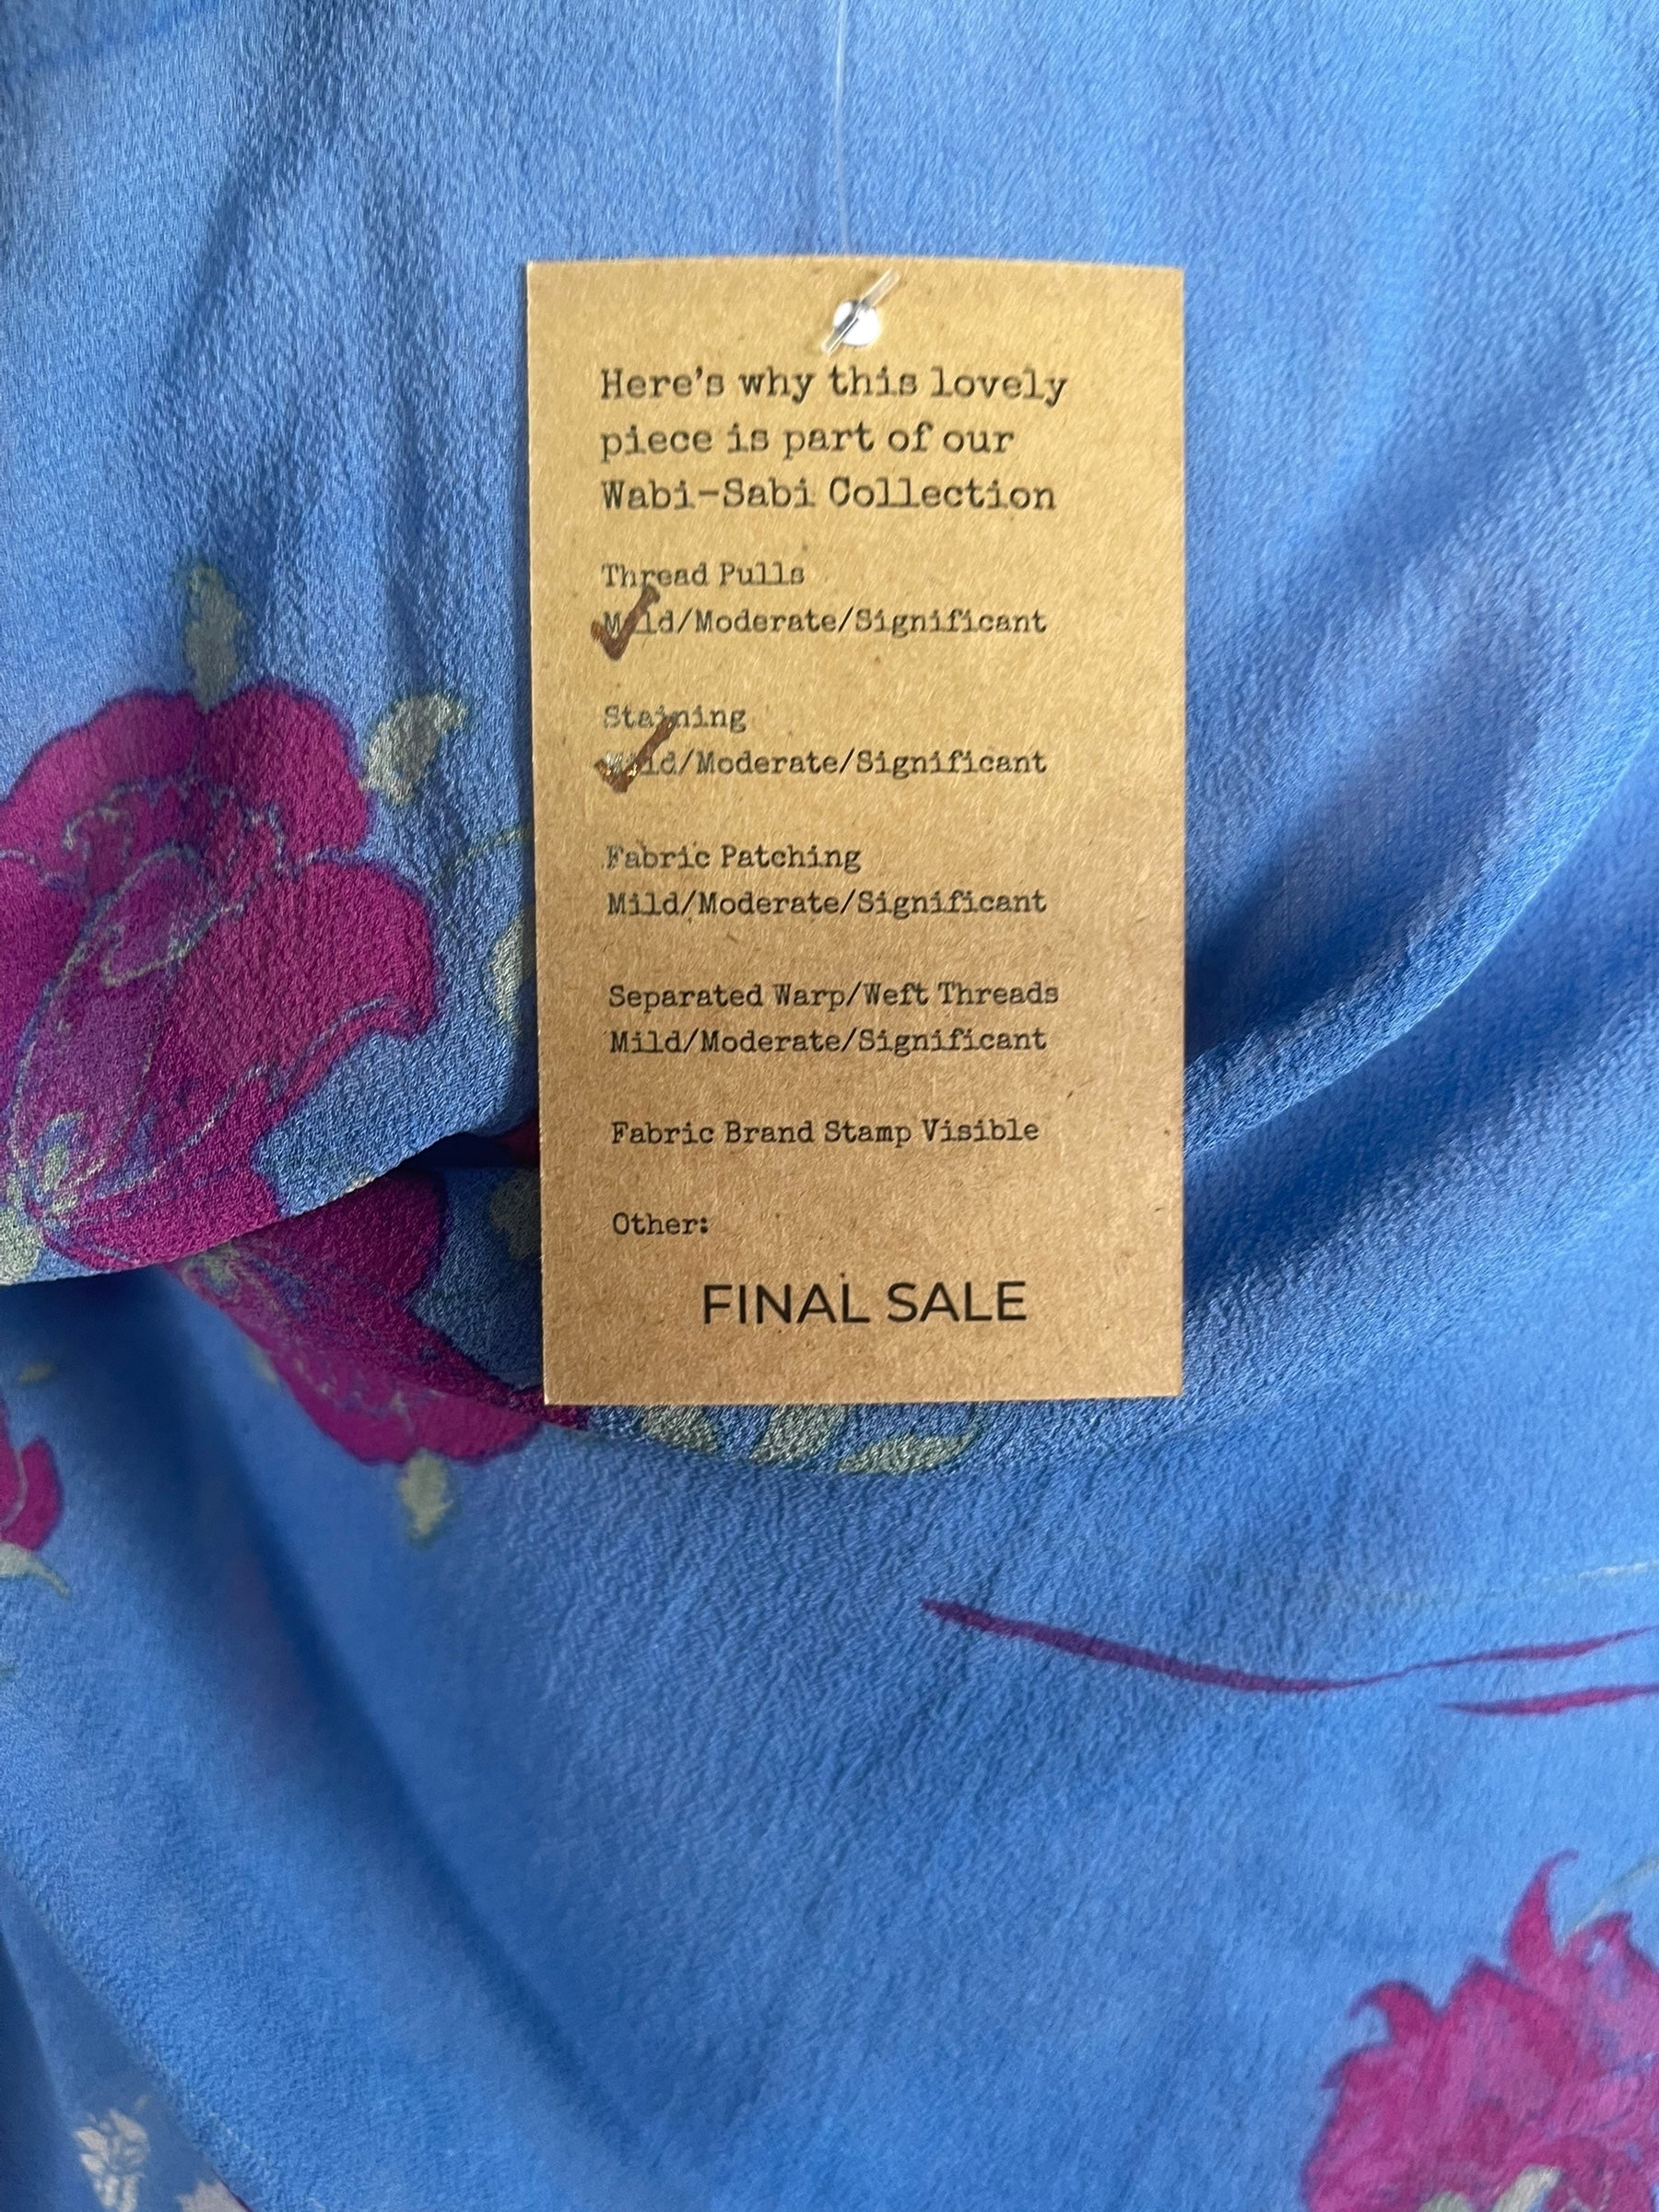 Here's why this lovely
piece is part of our
Wabi-Sabi Collection
Thread Pulls
Mild/Moderate/Significant
Staining
Mild/Moderate/Significant
Fabric Patching
Mild/Moderate/Significant
Separated Warp/Weft Threads
Mild/Moderate/Significant
Fabric Brand Stamp Visible
Other:
FINAL SALE